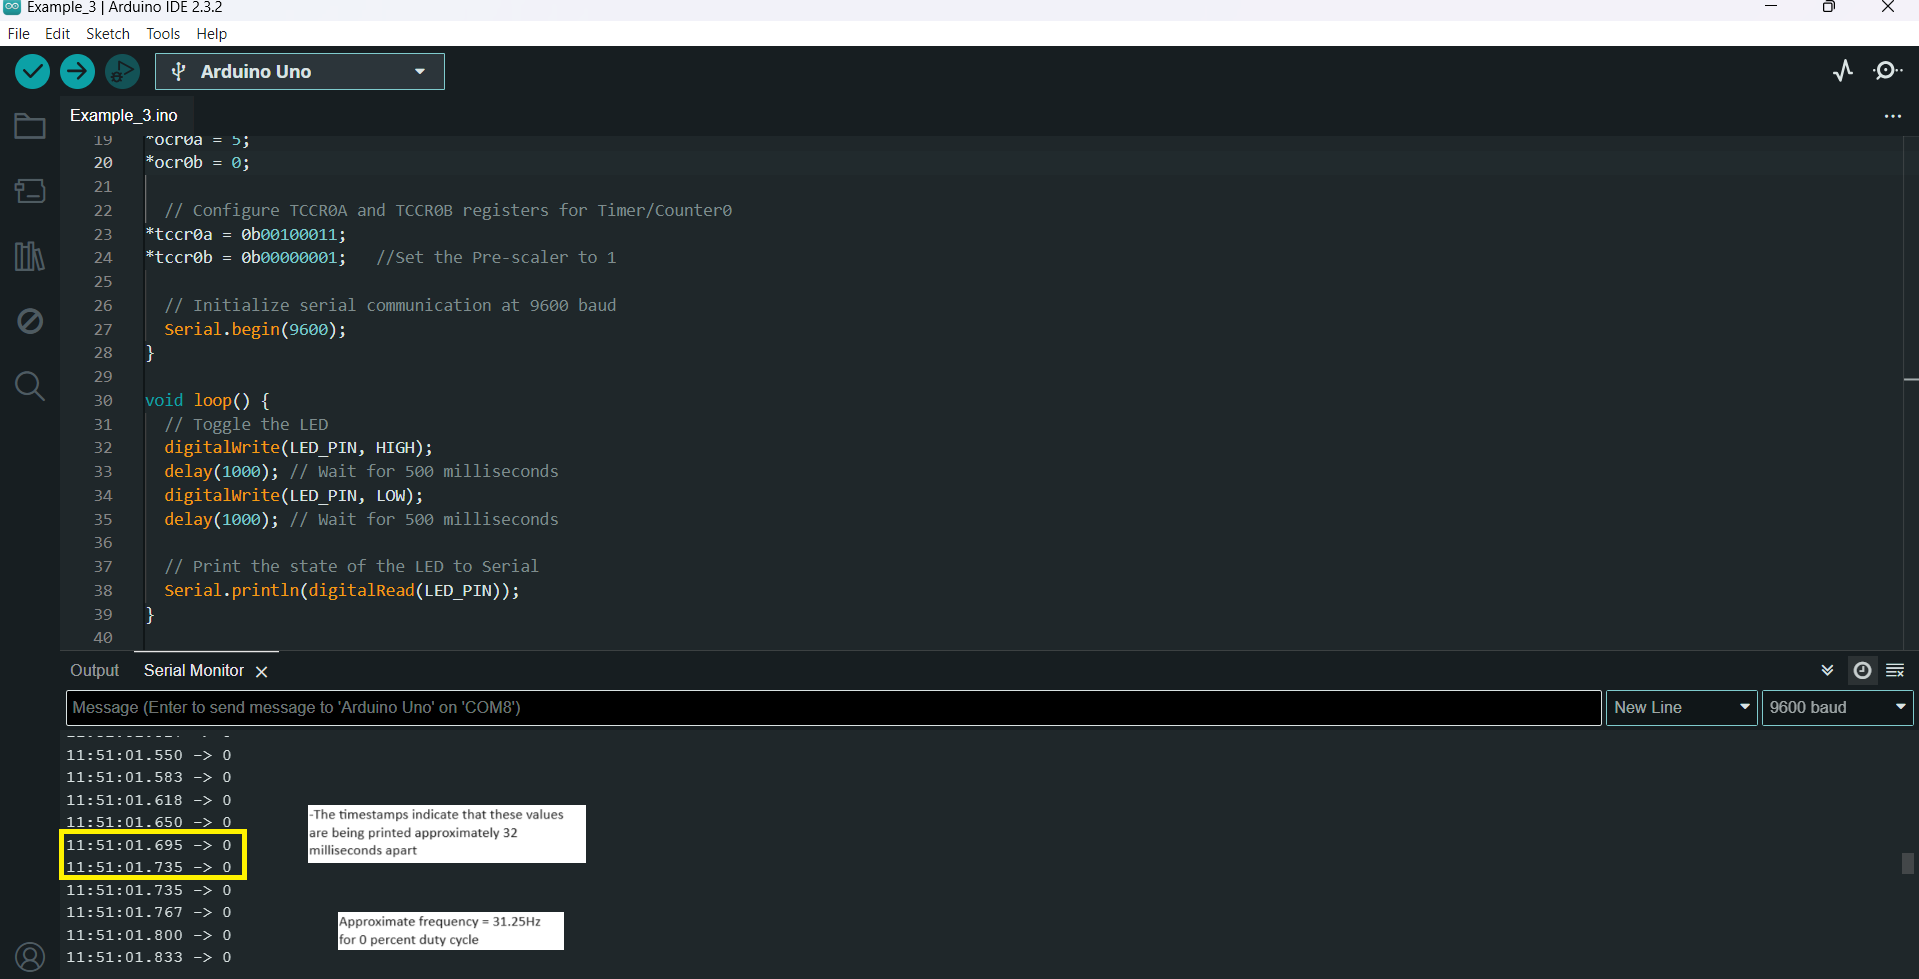 Example_3 | Arduino IDE 2.3.2
File Edit Sketch Tools Help
Arduino Uno
Example_3.ino
19 *ocr0a = 5;
20 *ocr0b = 0;
21
22 // Configure TCCR0A and TCCR0B registers for Timer/Counter0
23 *tccr0a = 0b00100011;
24 *tccr0b = 0b00000001; //Set the Pre-scaler to 1
25
26 // Initialize serial communication at 9600 baud
27 Serial.begin(9600);
28 }
29
30 void loop() {
31 // Toggle the LED
32 digitalWrite(LED_PIN, HIGH);
33 delay(1000); // Wait for 500 milliseconds
34 digitalWrite(LED_PIN, LOW);
35 delay(1000); // Wait for 500 milliseconds
36
37 // Print the state of the LED to Serial
38 Serial.println(digitalRead(LED_PIN));
39 }
40
Output Serial Monitor
Message (Enter to send message to 'Arduino Uno' on 'COM8')
New Line
9600 baud
11:51:01.550 -> 0
11:51:01.583 -> 0
11:51:01.618 -> 0
11:51:01.650 -> 0
11:51:01.695 -> 0
11:51:01.735 -> 0
11:51:01.735 -> 0
11:51:01.767 -> 0
11:51:01.800 -> 0
11:51:01.833 -> 0
-The timestamps indicate that these values
are being printed approximately 32
milliseconds apart
Approximate frequency = 31.25Hz
for 0 percent duty cycle